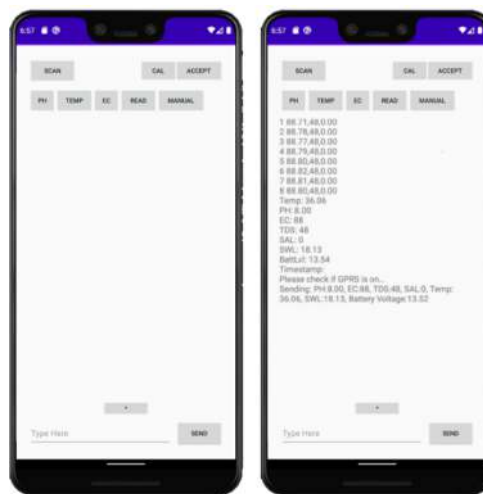 6:57
SCAN CAL ACCEPT
PH TEMP EC READ MANUAL
Type Here SEND
6:57
SCAN CAL ACCEPT
PH TEMP EC READ MANUAL
1 88.71,48,0.00
2 88.78,48,0.00
3 88.77,48,0.00
4 88.79,48,0.00
5 88.80,48,0.00
6 88.82,48,0.00
7 88.81,48,0.00
8 88.80,48,0.00
Temp: 36.06
PH: 8.00
EC: 88
TDS: 48
SAL: 0
SWL: 18.13
BattLvl: 13.54
Timestamp:
Please check if GPRS is on...
Sending: PH:8.00, EC:88, TDS:48, SAL:0, Temp:
36.06, SWL:18.13, Battery Voltage:13.52
Type Here SEND